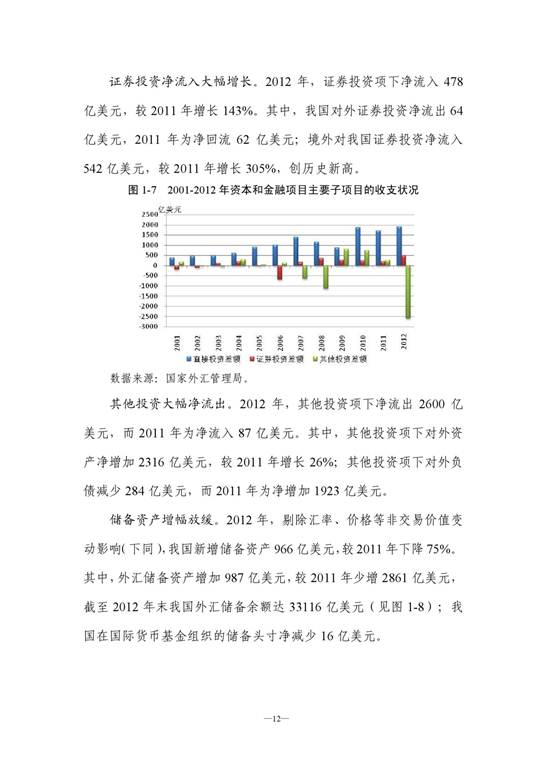 证券投资净流入大幅增长。2012 年，证券投资项下净流入 478
亿美元，较 2011 年增长 143%。其中，我国对外证券投资净流出 64
亿美元，2011 年为净回流 62 亿美元；境外对我国证券投资净流入
542 亿美元，较 2011 年增长 305%，创历史新高。
图 1-7 2001-2012 年资本和金融项目主要子项目的收支状况
亿美元
2500
2000
1500
1000
500
0
-500
-1000
-1500
-2000
-2500
-3000
2001 2002 2003 2004 2005 2006 2007 2008 2009 2010 2011 2012
直接投资差额 证券投资差额 其他投资差额
数据来源：国家外汇管理局。
其他投资大幅净流出。2012 年，其他投资项下净流出 2600 亿
美元，而 2011 年为净流入 87 亿美元。其中，其他投资项下对外资
产净增加 2316 亿美元，较 2011 年增长 26%；其他投资项下对外负
债减少 284 亿美元，而 2011 年为净增加 1923 亿美元。
储备资产增幅放缓。2012 年，剔除汇率、价格等非交易价值变
动影响（下同），我国新增储备资产 966 亿美元，较 2011 年下降 75%。
其中，外汇储备资产增加 987 亿美元，较 2011 年少增 2861 亿美元，
截至 2012 年末我国外汇储备余额达 33116 亿美元（见图 1-8）；我
国在国际货币基金组织的储备头寸净减少 16 亿美元。
—12—